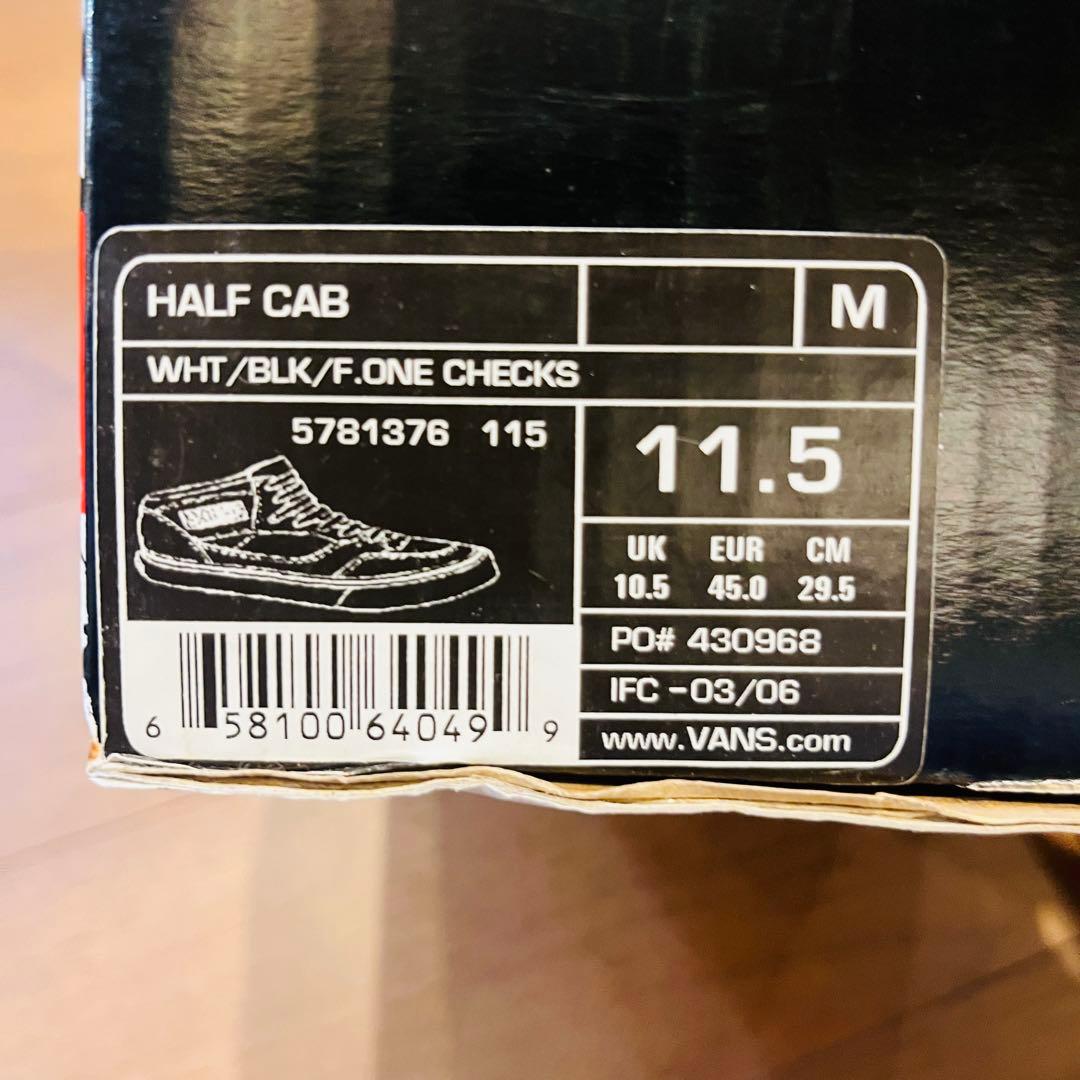 HALF CAB
M
WHT/BLK/F.ONE CHECKS
5781376 115
11.5
UK EUR CM
10.5 45.0 29.5
PO# 430968
IFC -03/06
www.VANS.com
6 58100 64049 9